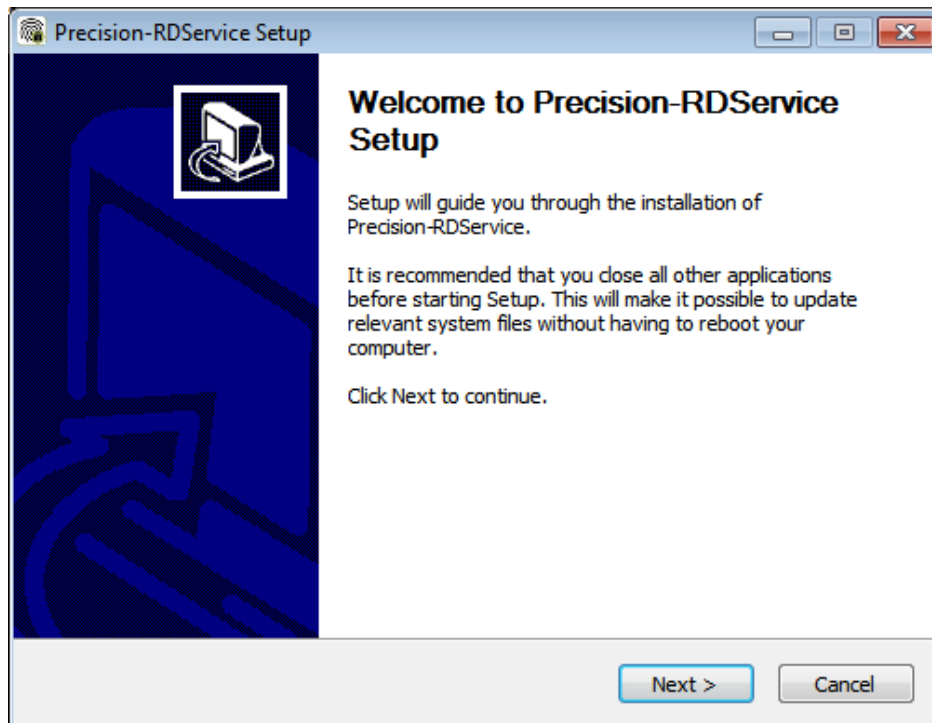 Precision-RDService Setup
Welcome to Precision-RDService
Setup
Setup will guide you through the installation of
Precision-RDService.
It is recommended that you close all other applications
before starting Setup. This will make it possible to update
relevant system files without having to reboot your
computer.
Click Next to continue.
Next >
Cancel